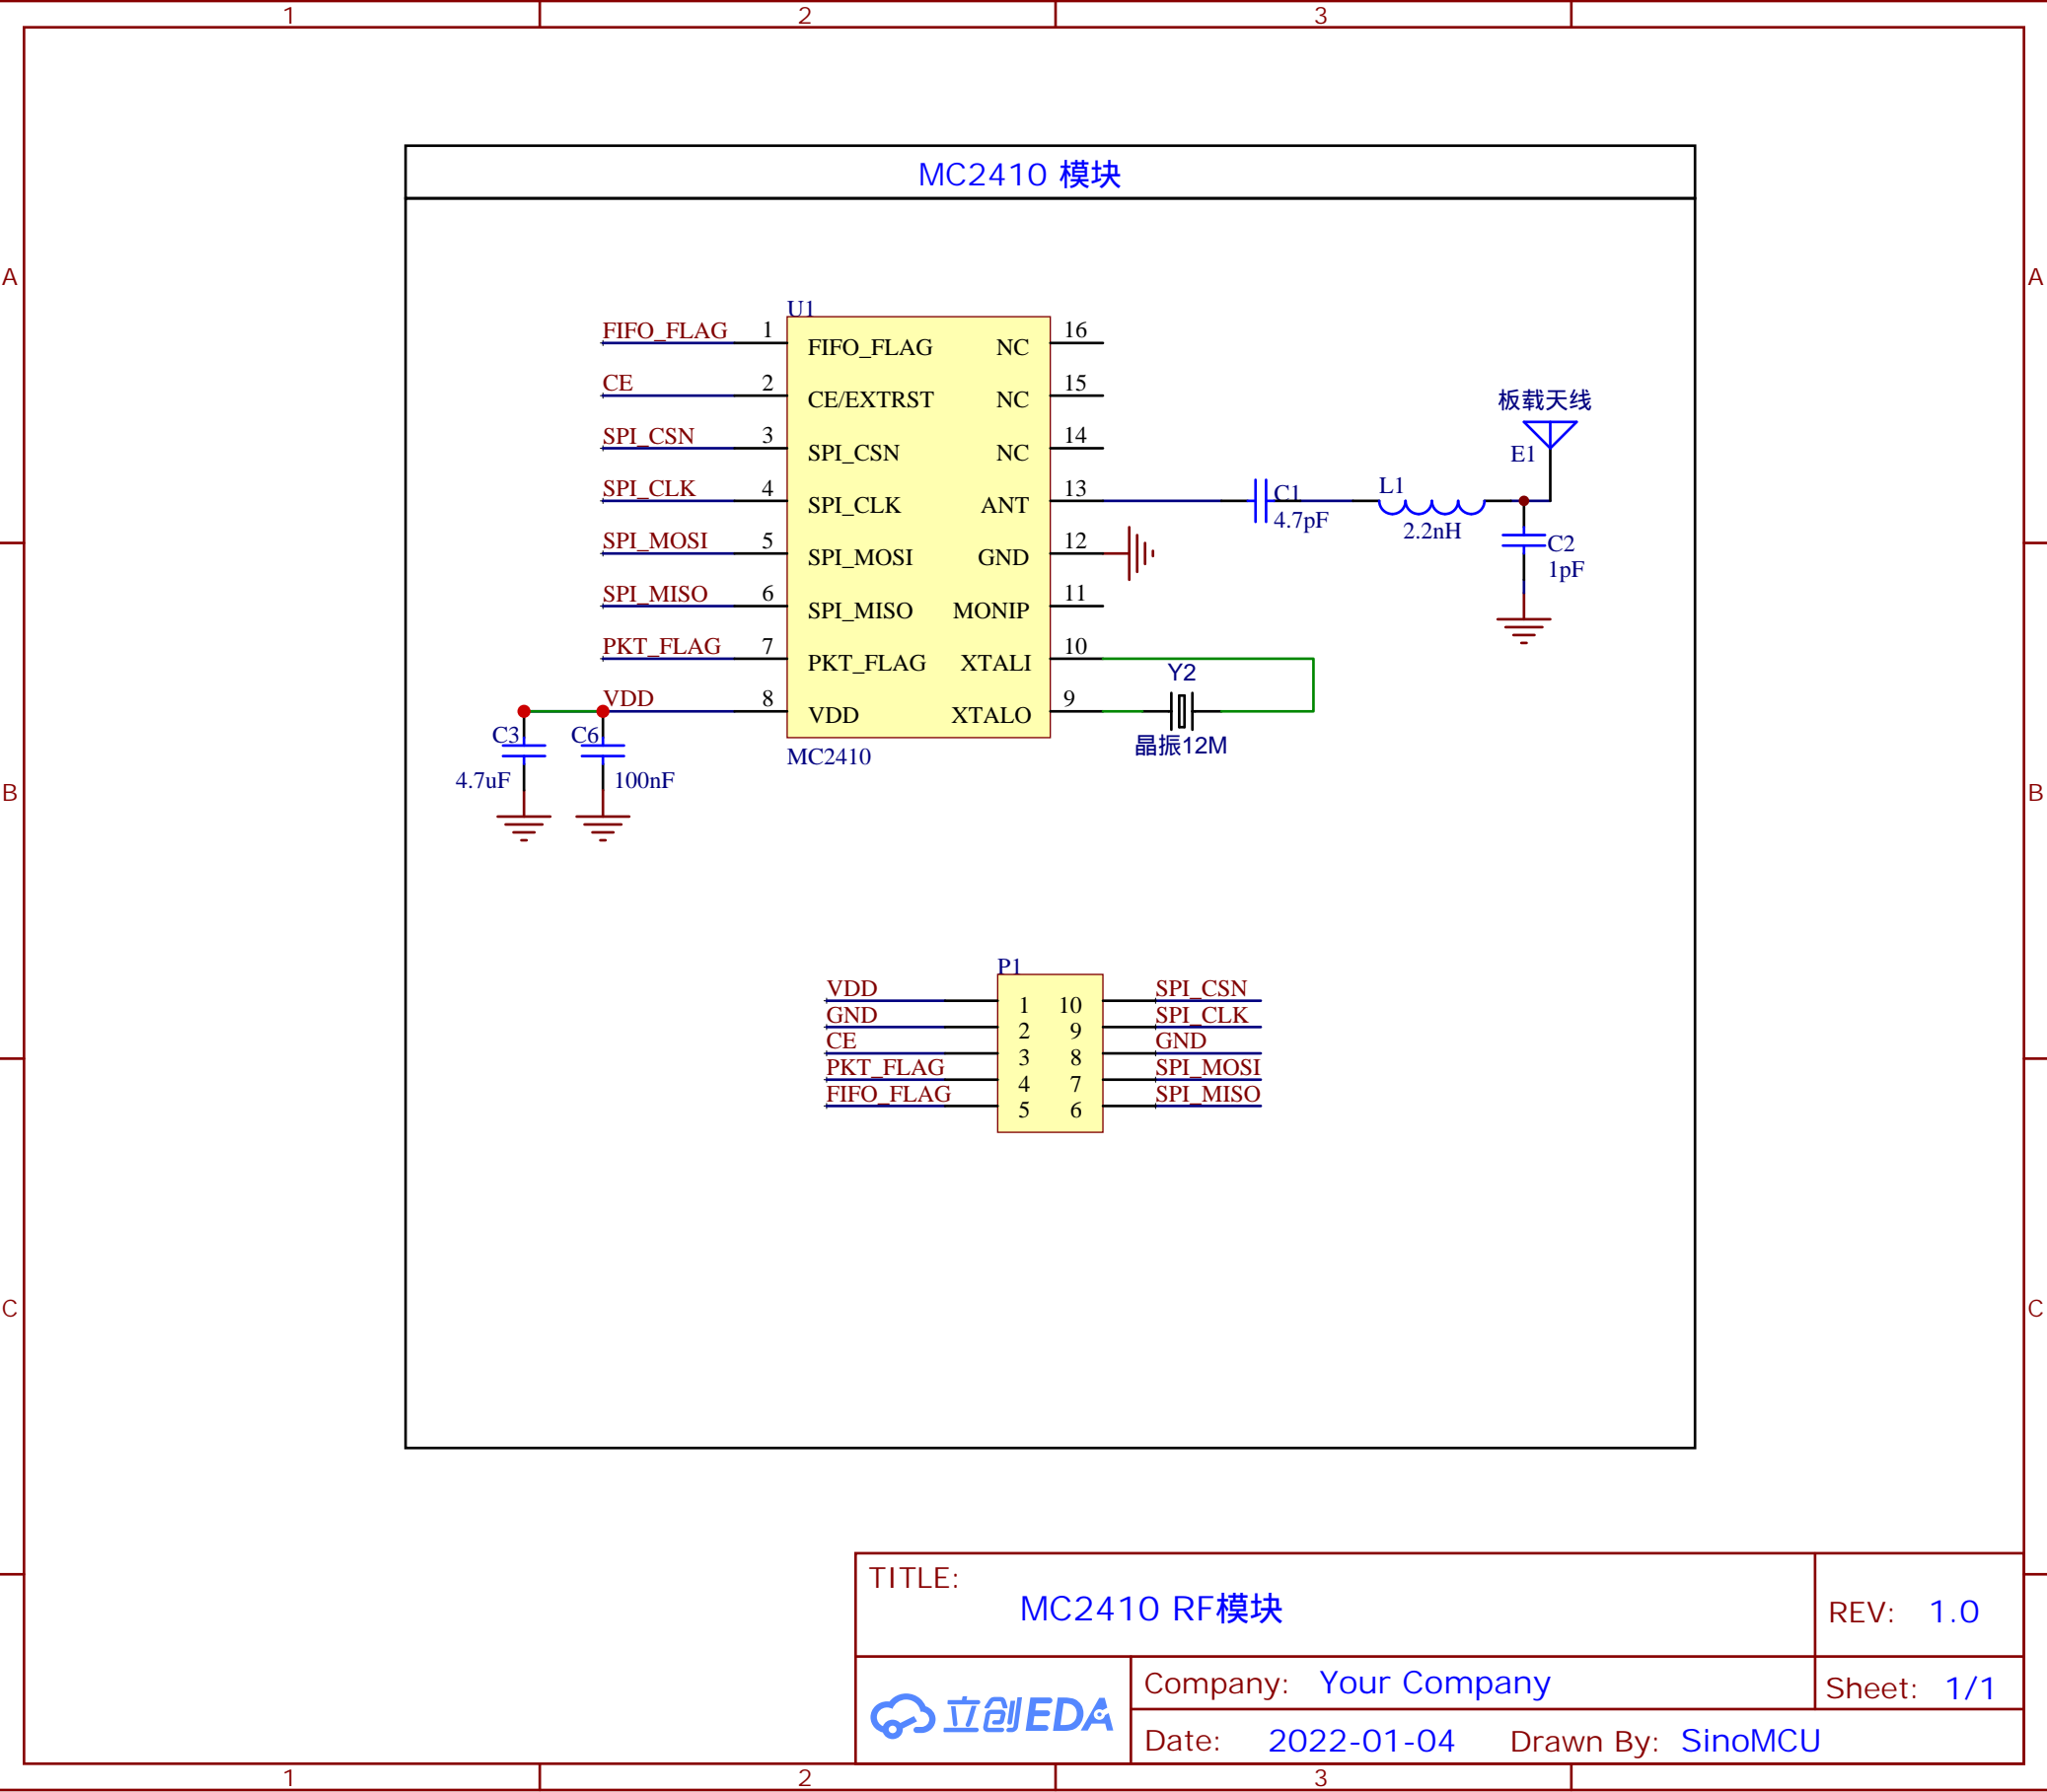 1 2 3
A A
B B
C C
MC2410 模块
U1
FIFO_FLAG 1 FIFO_FLAG NC 16
CE 2 CE/EXTRST NC 15
SPI_CSN 3 SPI_CSN NC 14
SPI_CLK 4 SPI_CLK ANT 13
SPI_MOSI 5 SPI_MOSI GND 12
SPI_MISO 6 SPI_MISO MONIP 11
PKT_FLAG 7 PKT_FLAG XTALI 10
VDD 8 VDD XTALO 9
MC2410
板载天线
E1
C1
4.7pF
L1
2.2nH
C2
1pF
Y2
晶振12M
C3
4.7uF
C6
100nF
P1
VDD 1 10 SPI_CSN
GND 2 9 SPI_CLK
CE 3 8 GND
PKT_FLAG 4 7 SPI_MOSI
FIFO_FLAG 5 6 SPI_MISO
TITLE:
MC2410 RF模块
REV: 1.0
立创EDA
Company: Your Company
Sheet: 1/1
Date: 2022-01-04 Drawn By: SinoMCU
1 2 3